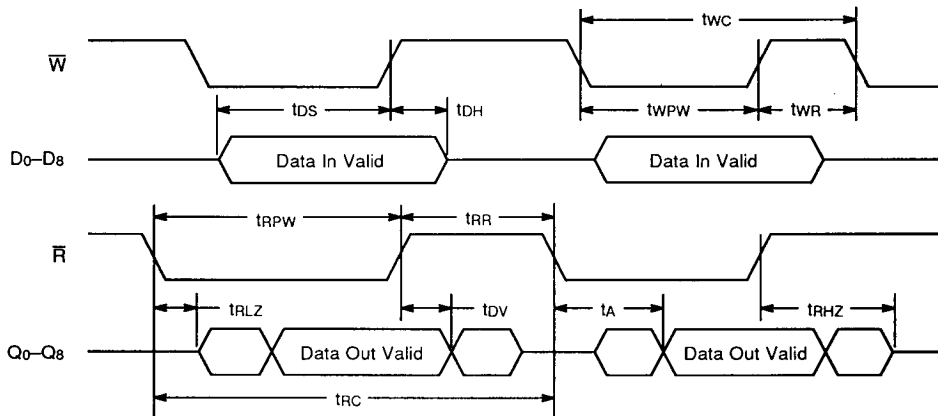 tWC
W
tDS
tDH
tWPW
tWR
D0–D8
Data In Valid
Data In Valid
tRPW
tRR
R
tRLZ
tDV
tA
tRHZ
Q0–Q8
Data Out Valid
Data Out Valid
tRC